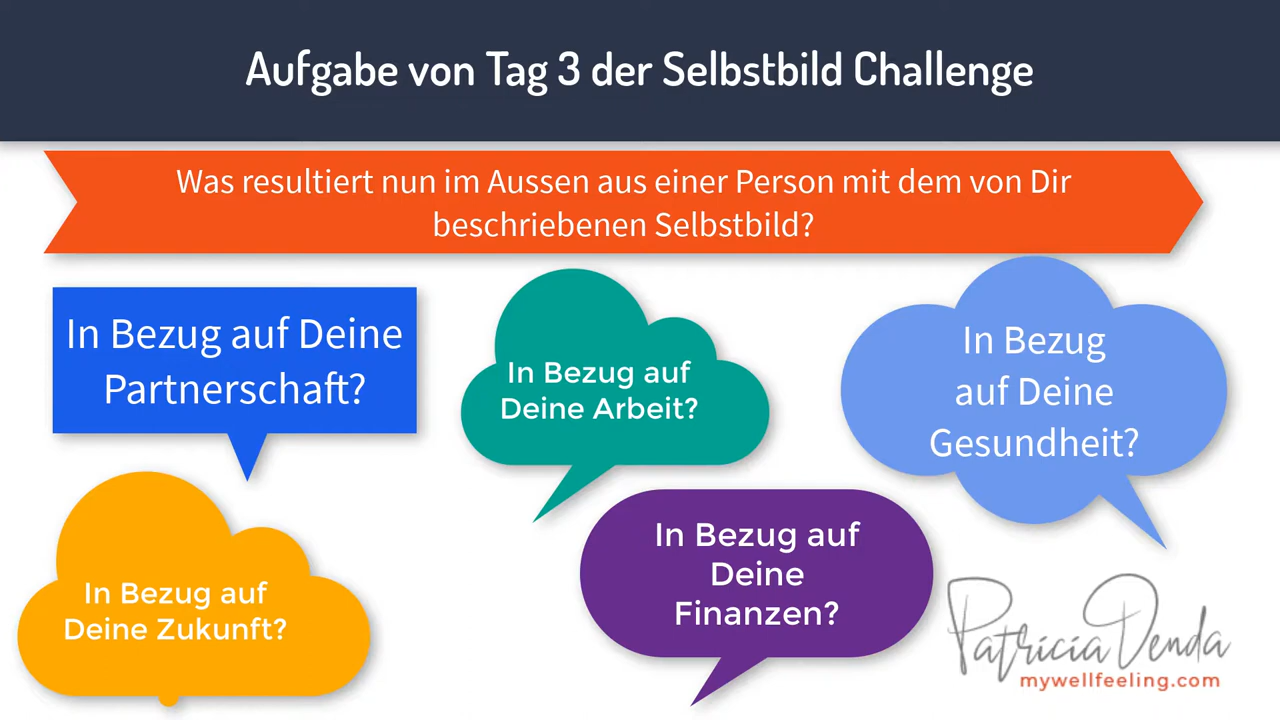 Aufgabe von Tag 3 der Selbstbild Challenge
Was resultiert nun im Aussen aus einer Person mit dem von Dir
beschriebenen Selbstbild?
In Bezug auf Deine
Partnerschaft?
In Bezug auf
Deine Arbeit?
In Bezug
auf Deine
Gesundheit?
In Bezug auf
Deine Zukunft?
In Bezug auf
Deine
Finanzen?
Patricia Denda
mywellfeeling.com